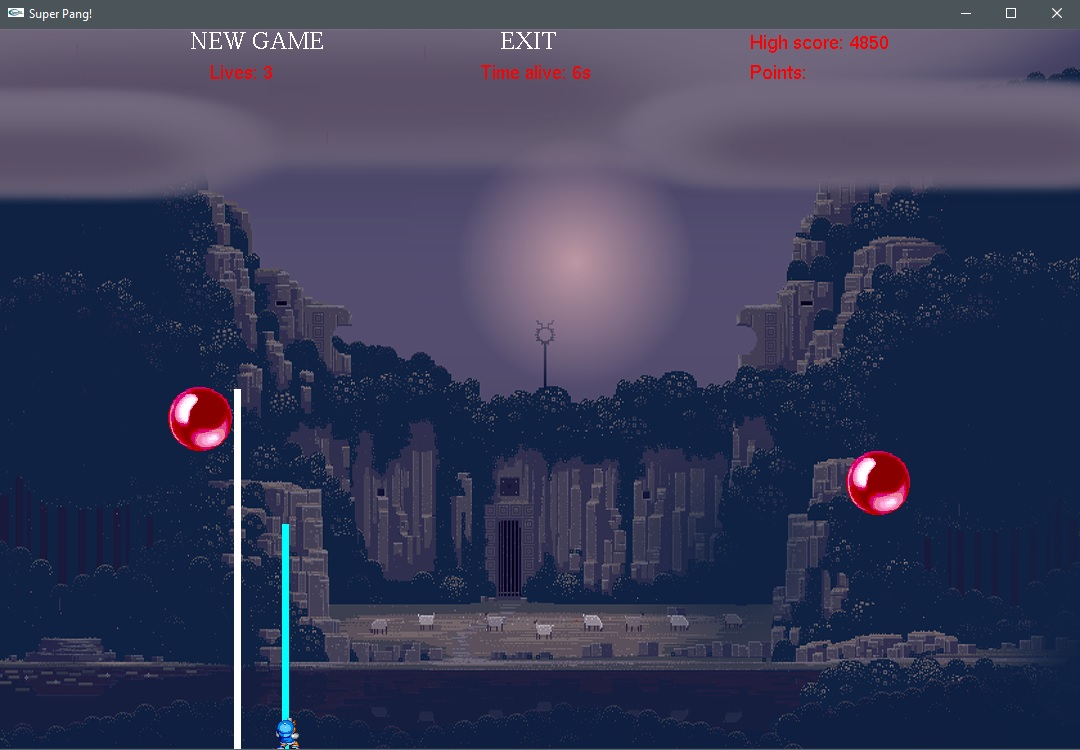 Super Pang!
NEW GAME
EXIT
High score: 4850
Lives: 3
Time alive: 6s
Points: